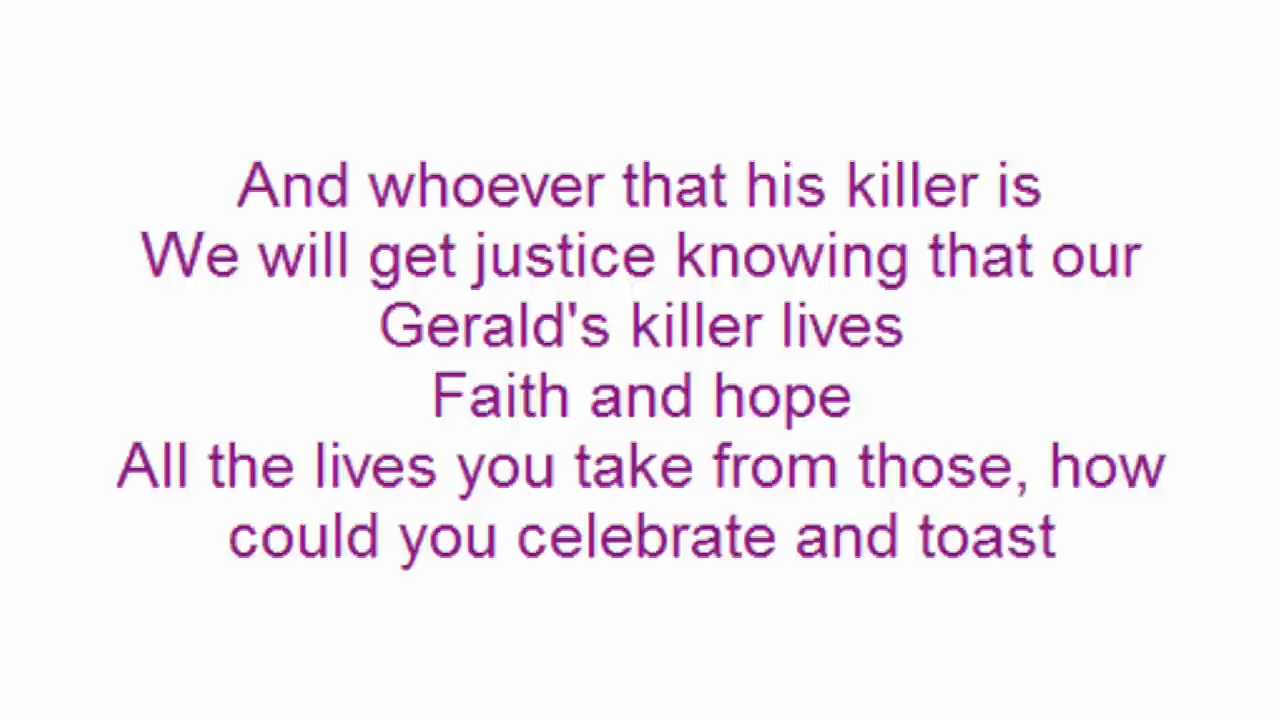 And whoever that his killer is
We will get justice knowing that our
Gerald's killer lives
Faith and hope
All the lives you take from those, how
could you celebrate and toast